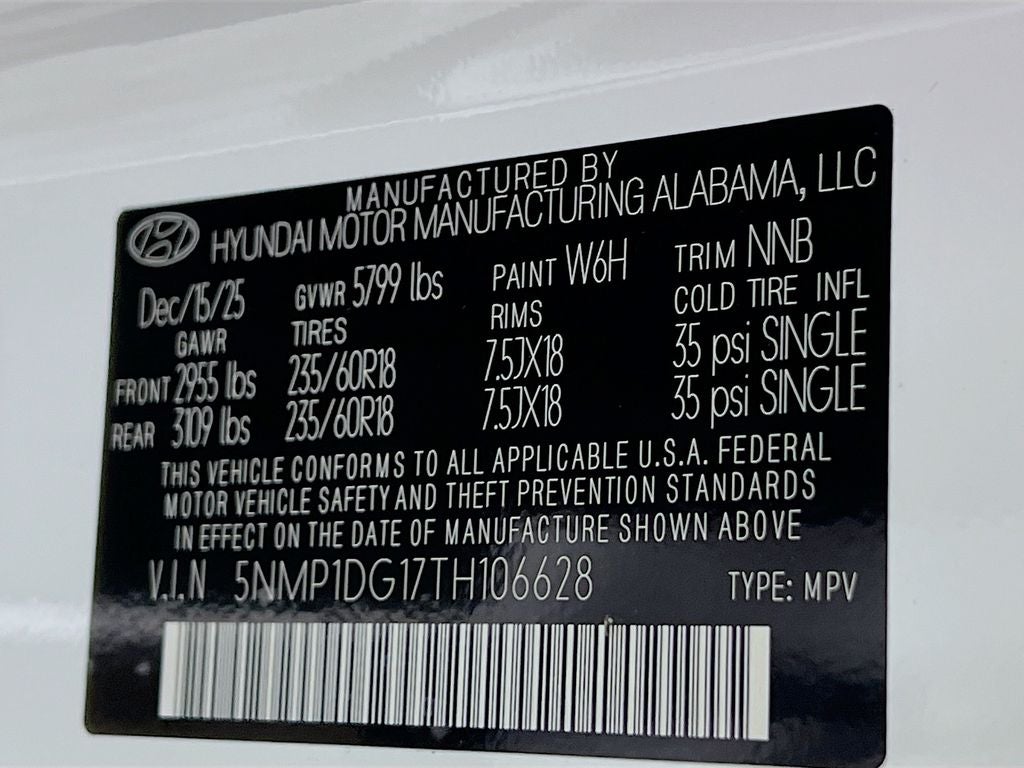 MANUFACTURED BY
HYUNDAI MOTOR MANUFACTURING ALABAMA, LLC
Dec/15/25 GVWR 5799 lbs PAINT W6H TRIM NNB
GAWR TIRES RIMS COLD TIRE INFL
FRONT 2955 lbs 235/60R18 7.5JX18 35 psi SINGLE
REAR 3109 lbs 235/60R18 7.5JX18 35 psi SINGLE
THIS VEHICLE CONFORMS TO ALL APPLICABLE U.S.A. FEDERAL
MOTOR VEHICLE SAFETY AND THEFT PREVENTION STANDARDS
IN EFFECT ON THE DATE OF MANUFACTURE SHOWN ABOVE
V.I.N 5NMP1DG17TH106628 TYPE: MPV